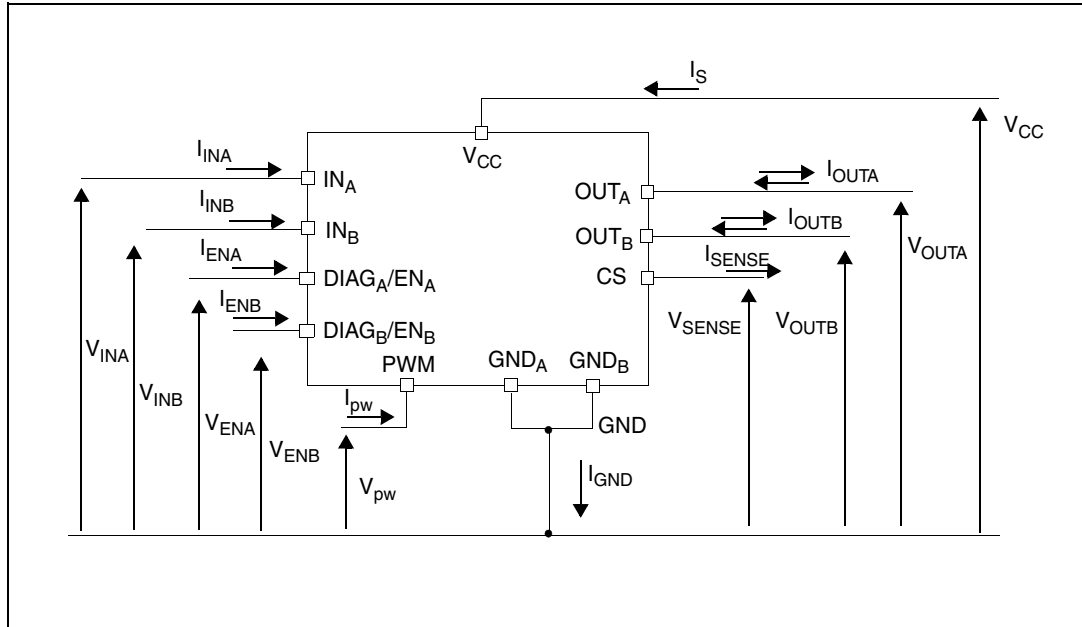 I_S
V_CC
V_CC
I_INA
IN_A
OUT_A
I_OUTA
I_INB
IN_B
OUT_B
I_OUTB
I_ENA
DIAG_A/EN_A
CS
I_SENSE
V_OUTA
I_ENB
DIAG_B/EN_B
V_SENSE
V_OUTB
V_INA
PWM
GND_A
GND_B
V_INB
I_pw
GND
V_ENA
V_ENB
V_pw
I_GND